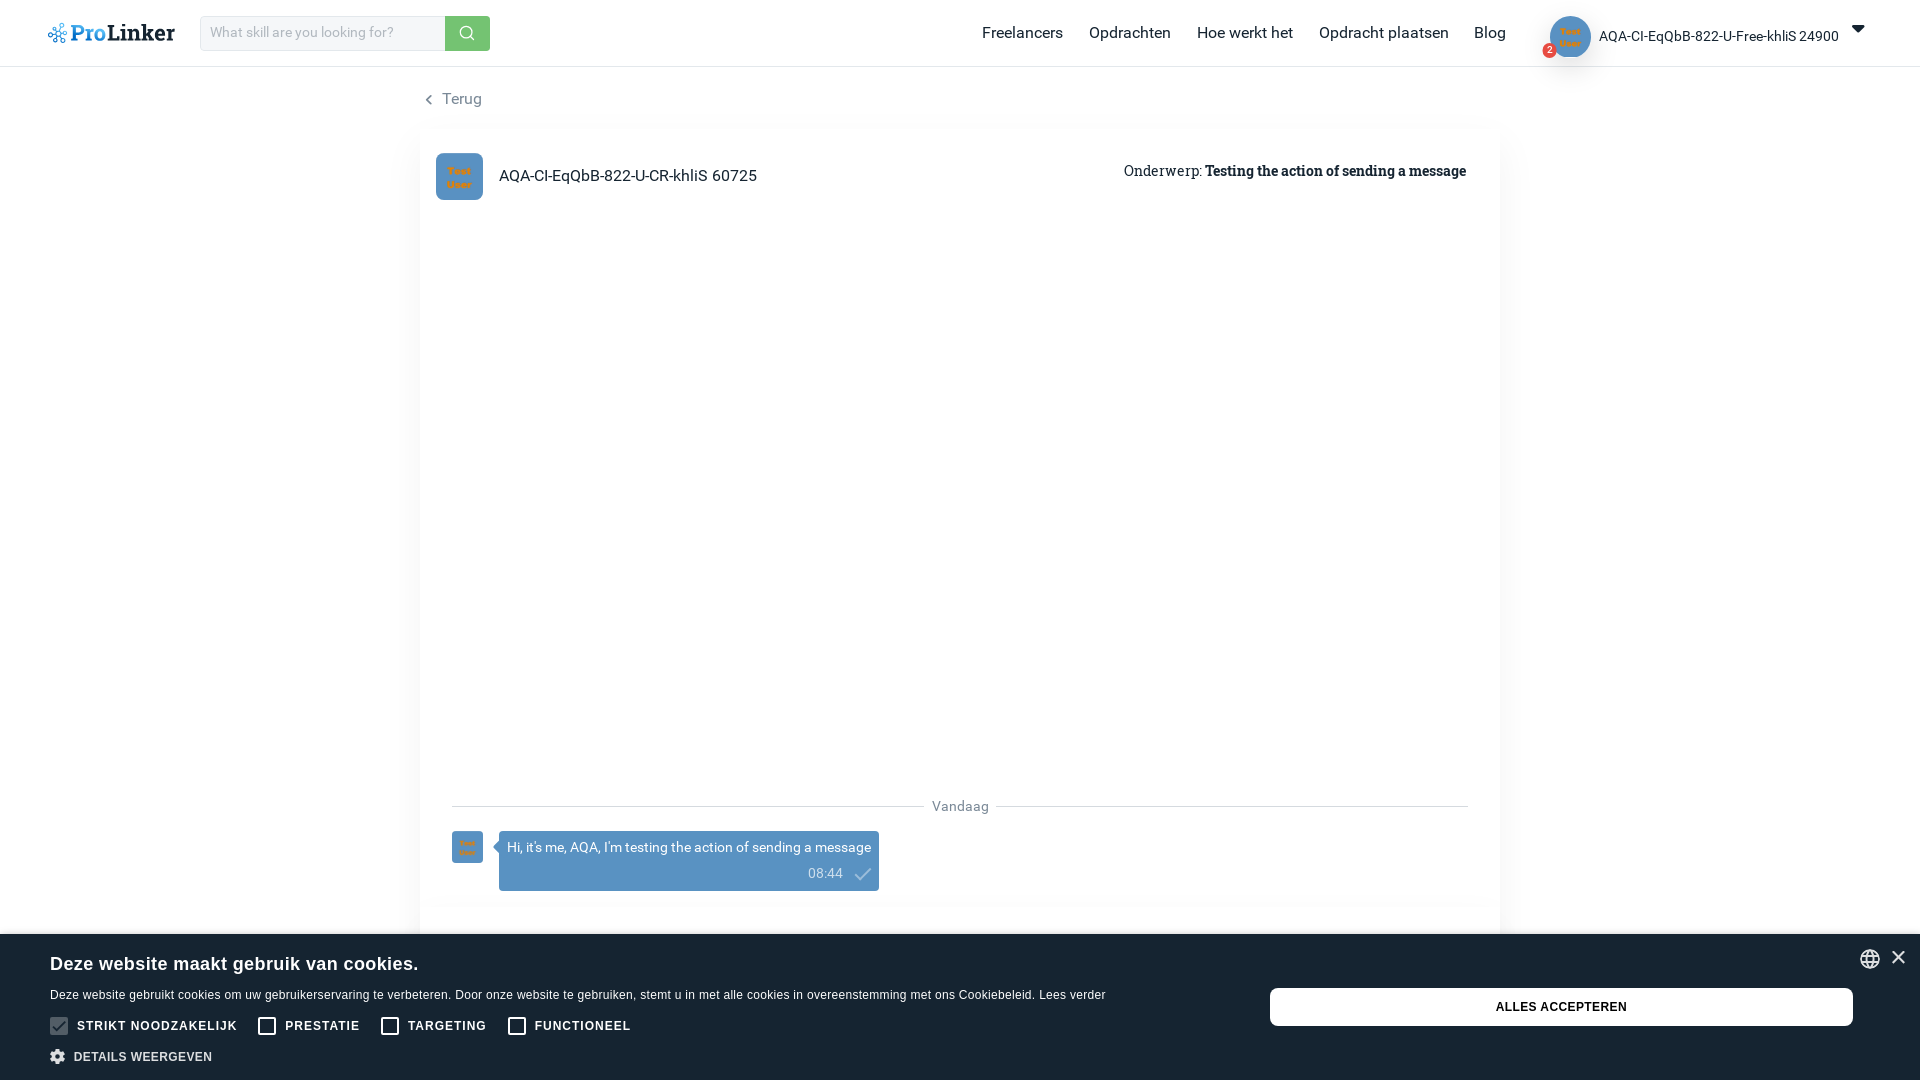 ProLinker
What skill are you looking for?
Freelancers
Opdrachten
Hoe werkt het
Opdracht plaatsen
Blog
Test
User
2
AQA-CI-EqQbB-822-U-Free-khliS 24900
Terug
Test
User
AQA-CI-EqQbB-822-U-CR-khliS 60725
Onderwerp: Testing the action of sending a message
Vandaag
Test
User
Hi, it's me, AQA, I'm testing the action of sending a message
08:44
Deze website maakt gebruik van cookies.
Deze website gebruikt cookies om uw gebruikerservaring te verbeteren. Door onze website te gebruiken, stemt u in met alle cookies in overeenstemming met ons Cookiebeleid. Lees verder
STRIKT NOODZAKELIJK
PRESTATIE
TARGETING
FUNCTIONEEL
DETAILS WEERGEVEN
ALLES ACCEPTEREN